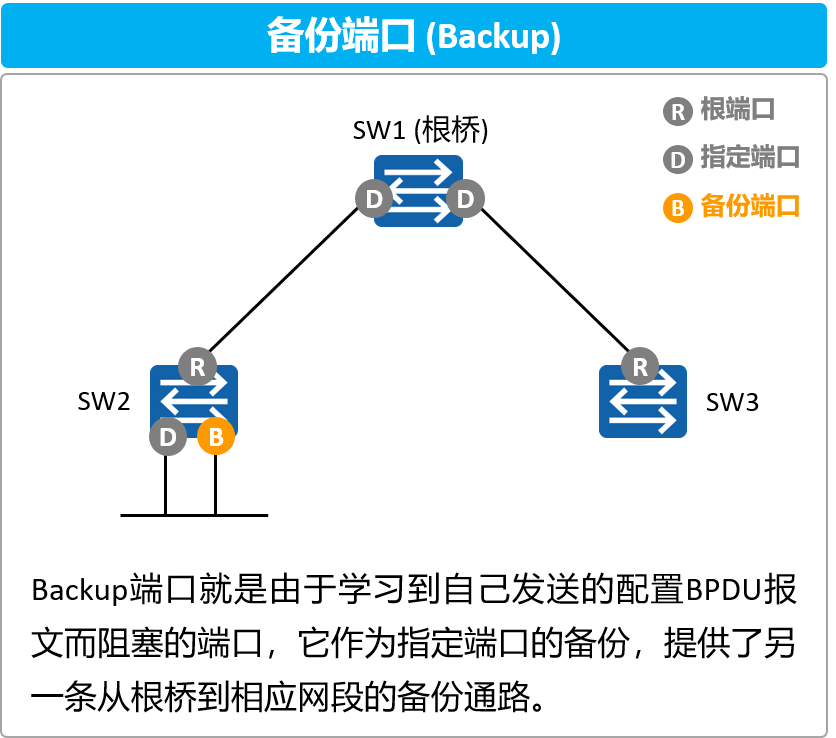 备份端口 (Backup)
SW1 (根桥)
R 根端口
D 指定端口
B 备份端口
D D
R R
SW2 SW3
D B
Backup端口就是由于学习到自己发送的配置BPDU报
文而阻塞的端口，它作为指定端口的备份，提供了另
一条从根桥到相应网段的备份通路。